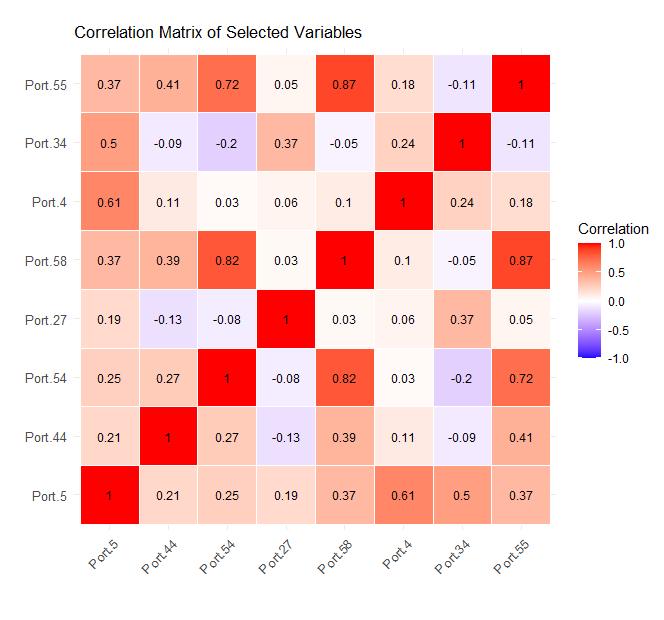 Correlation Matrix of Selected Variables
Port.55 0.37 0.41 0.72 0.05 0.87 0.18 -0.11 1
Port.34 0.5 -0.09 -0.2 0.37 -0.05 0.24 1 -0.11
Port.4 0.61 0.11 0.03 0.06 0.1 1 0.24 0.18
Port.58 0.37 0.39 0.82 0.03 1 0.1 -0.05 0.87
Port.27 0.19 -0.13 -0.08 1 0.03 0.06 0.37 0.05
Port.54 0.25 0.27 1 -0.08 0.82 0.03 -0.2 0.72
Port.44 0.21 1 0.27 -0.13 0.39 0.11 -0.09 0.41
Port.5 1 0.21 0.25 0.19 0.37 0.61 0.5 0.37
Port.5 Port.44 Port.54 Port.27 Port.58 Port.4 Port.34 Port.55
Correlation
1.0
0.5
0.0
-0.5
-1.0